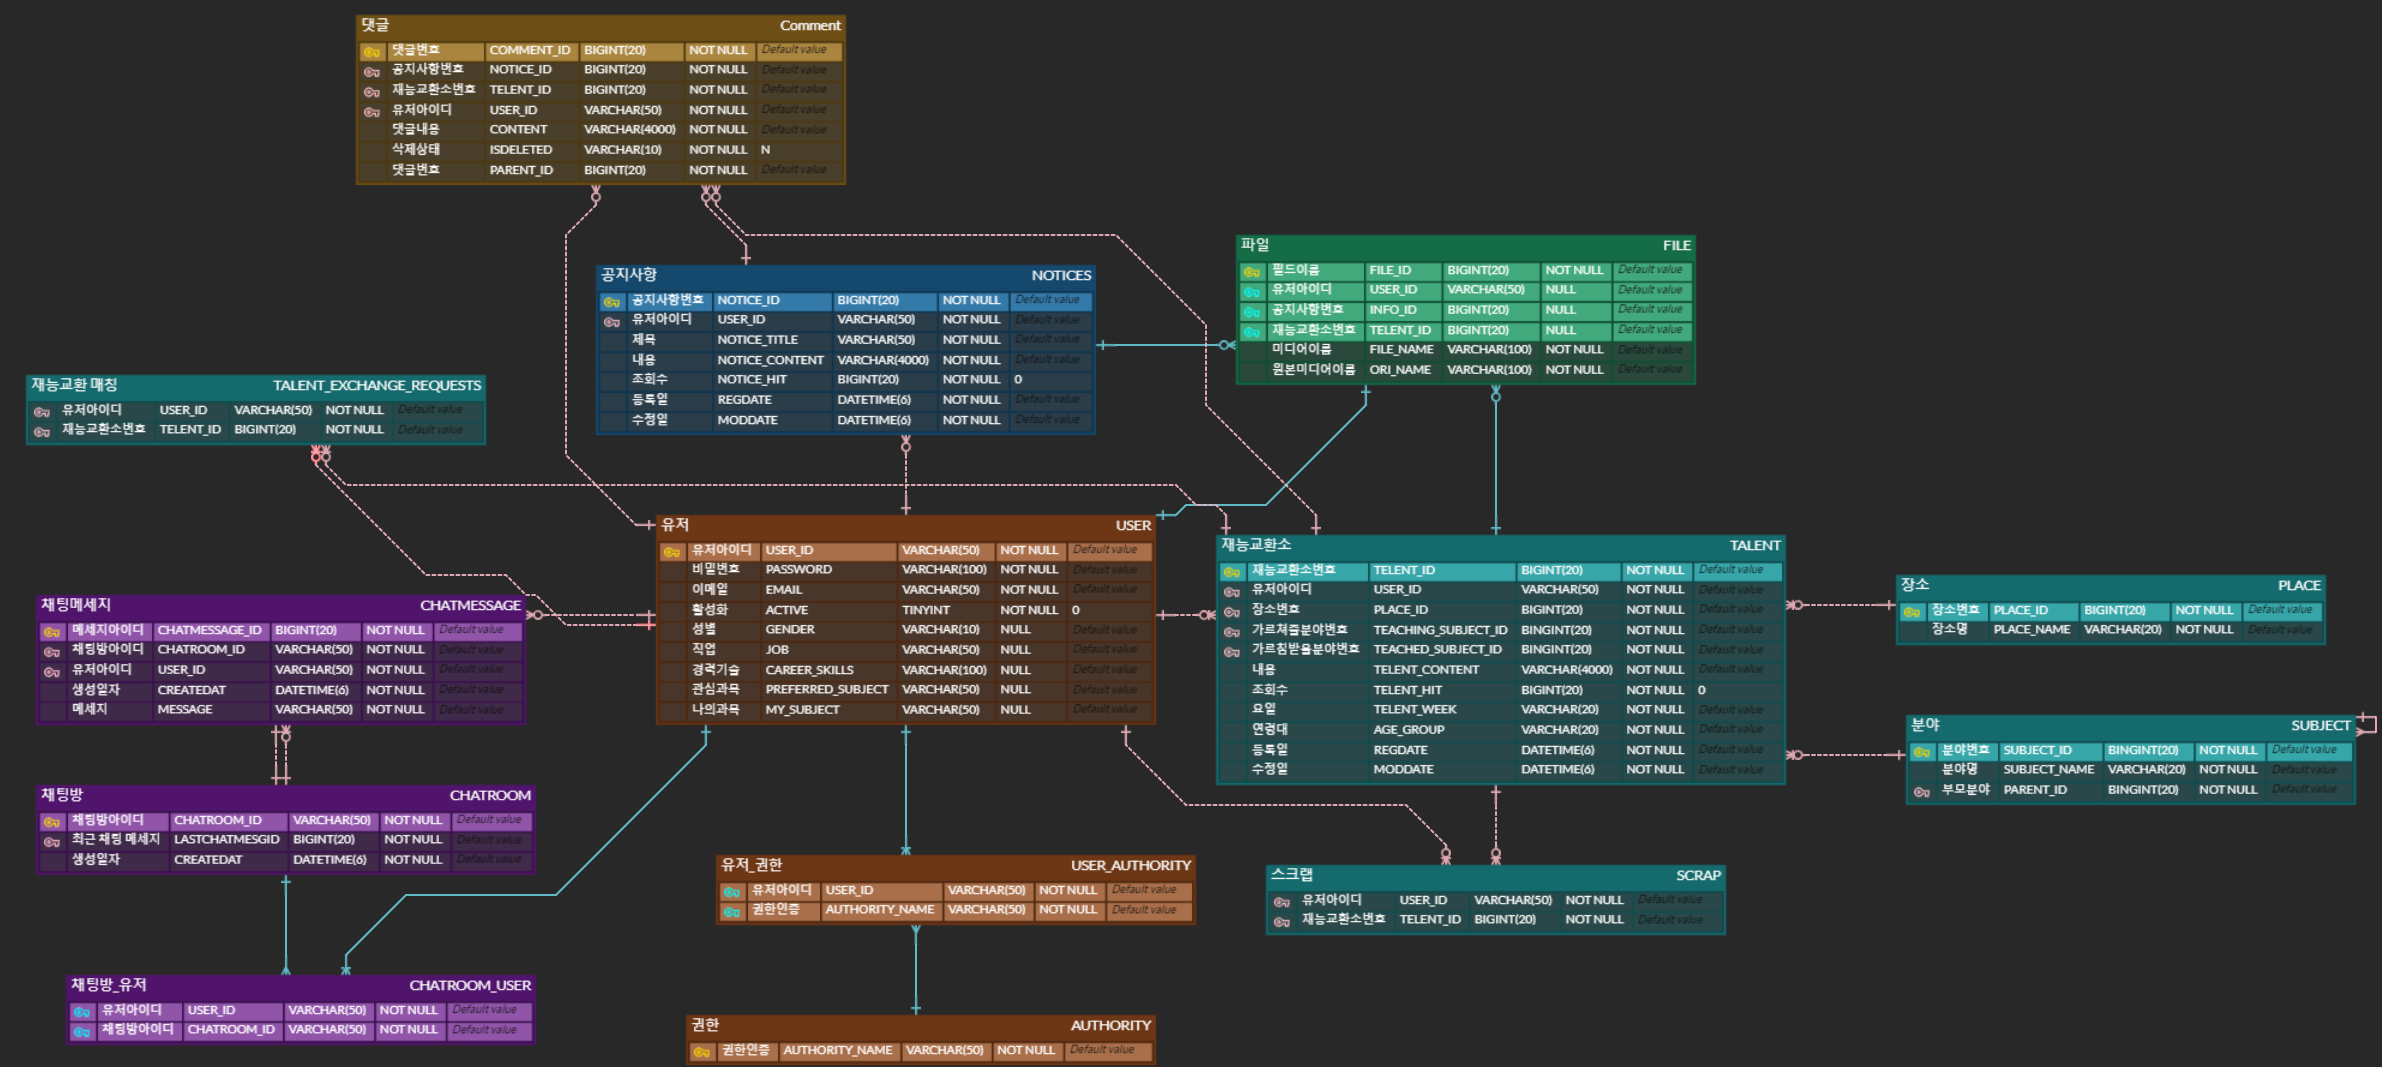 댓글 Comment
댓글번호 COMMENT_ID BIGINT(20) NOT NULL Default value
공지사항번호 NOTICE_ID BIGINT(20) NOT NULL Default value
재능교환소번호 TELENT_ID BIGINT(20) NOT NULL Default value
유저아이디 USER_ID VARCHAR(50) NOT NULL Default value
댓글내용 CONTENT VARCHAR(4000) NOT NULL Default value
삭제상태 ISDELETED VARCHAR(10) NOT NULL N
댓글번호 PARENT_ID BIGINT(20) NOT NULL Default value
공지사항 NOTICES
공지사항번호 NOTICE_ID BIGINT(20) NOT NULL Default value
유저아이디 USER_ID VARCHAR(50) NOT NULL Default value
제목 NOTICE_TITLE VARCHAR(50) NOT NULL Default value
내용 NOTICE_CONTENT VARCHAR(4000) NOT NULL Default value
조회수 NOTICE_HIT BIGINT(20) NOT NULL 0
등록일 REGDATE DATETIME(6) NOT NULL Default value
수정일 MODDATE DATETIME(6) NOT NULL Default value
파일 FILE
필드이름 FILE_ID BIGINT(20) NOT NULL Default value
유저아이디 USER_ID VARCHAR(50) NULL Default value
공지사항번호 INFO_ID BIGINT(20) NULL Default value
재능교환소번호 TELENT_ID BIGINT(20) NULL Default value
미디어이름 FILE_NAME VARCHAR(100) NOT NULL Default value
원본미디어이름 ORI_NAME VARCHAR(100) NOT NULL Default value
재능교환 매칭 TALENT_EXCHANGE_REQUESTS
유저아이디 USER_ID VARCHAR(50) NOT NULL Default value
재능교환소번호 TELENT_ID BIGINT(20) NOT NULL Default value
유저 USER
유저아이디 USER_ID VARCHAR(50) NOT NULL Default value
비밀번호 PASSWORD VARCHAR(100) NOT NULL Default value
이메일 EMAIL VARCHAR(50) NOT NULL Default value
활성화 ACTIVE TINYINT NOT NULL 0
성별 GENDER VARCHAR(10) NULL Default value
직업 JOB VARCHAR(50) NULL Default value
경력기술 CAREER_SKILLS VARCHAR(100) NULL Default value
관심과목 PREFERRED_SUBJECT VARCHAR(50) NULL Default value
나의과목 MY_SUBJECT VARCHAR(50) NULL Default value
재능교환소 TALENT
재능교환소번호 TELENT_ID BIGINT(20) NOT NULL Default value
유저아이디 USER_ID VARCHAR(50) NOT NULL Default value
장소번호 PLACE_ID BIGINT(20) NOT NULL Default value
가르쳐줄분야번호 TEACHING_SUBJECT_ID BINGINT(20) NOT NULL Default value
가르침받을분야번호 TEACHED_SUBJECT_ID BINGINT(20) NOT NULL Default value
내용 TELENT_CONTENT VARCHAR(4000) NOT NULL Default value
조회수 TELENT_HIT BIGINT(20) NOT NULL 0
요일 TELENT_WEEK VARCHAR(20) NOT NULL Default value
연령대 AGE_GROUP VARCHAR(20) NOT NULL Default value
등록일 REGDATE DATETIME(6) NOT NULL Default value
수정일 MODDATE DATETIME(6) NOT NULL Default value
장소 PLACE
장소번호 PLACE_ID BIGINT(20) NOT NULL Default value
장소명 PLACE_NAME VARCHAR(20) NOT NULL Default value
채팅메세지 CHATMESSAGE
메세지아이디 CHATMESSAGE_ID BIGINT(20) NOT NULL Default value
채팅방아이디 CHATROOM_ID VARCHAR(50) NOT NULL Default value
유저아이디 USER_ID VARCHAR(50) NOT NULL Default value
생성일자 CREATEDAT DATETIME(6) NOT NULL Default value
메세지 MESSAGE VARCHAR(50) NOT NULL Default value
분야 SUBJECT
분야번호 SUBJECT_ID BINGINT(20) NOT NULL Default value
분야명 SUBJECT_NAME VARCHAR(20) NOT NULL Default value
부모분야 PARENT_ID BINGINT(20) NOT NULL Default value
채팅방 CHATROOM
채팅방아이디 CHATROOM_ID VARCHAR(50) NOT NULL Default value
최근 채팅 메세지 LASTCHATMESGID BIGINT(20) NOT NULL Default value
생성일자 CREATEDAT DATETIME(6) NOT NULL Default value
유저_권한 USER_AUTHORITY
유저아이디 USER_ID VARCHAR(50) NOT NULL Default value
권한인증 AUTHORITY_NAME VARCHAR(50) NOT NULL Default value
스크랩 SCRAP
유저아이디 USER_ID VARCHAR(50) NOT NULL Default value
재능교환소번호 TELENT_ID BIGINT(20) NOT NULL Default value
채팅방_유저 CHATROOM_USER
유저아이디 USER_ID VARCHAR(50) NOT NULL Default value
채팅방아이디 CHATROOM_ID VARCHAR(50) NOT NULL Default value
권한 AUTHORITY
권한인증 AUTHORITY_NAME VARCHAR(50) NOT NULL Default value